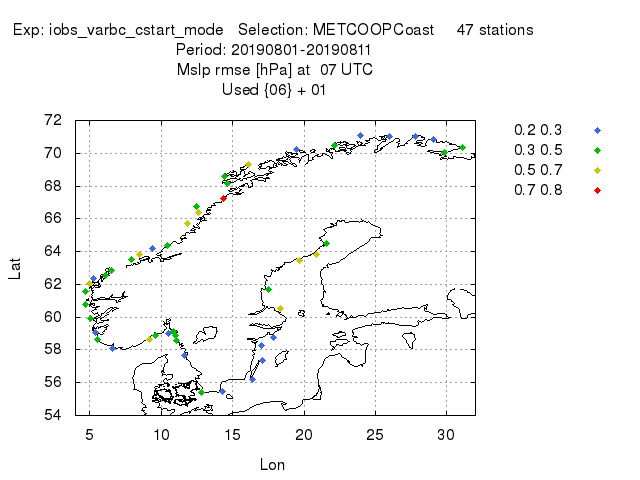 Exp: iobs_varbc_cstart_mode Selection: METCOOPCoast 47 stations
Period: 20190801-20190811
Mslp rmse [hPa] at 07 UTC
Used {06} + 01
72
70
68
66
64
62
60
58
56
54
Lat
5 10 15 20 25 30
Lon
0.2 0.3
0.3 0.5
0.5 0.7
0.7 0.8